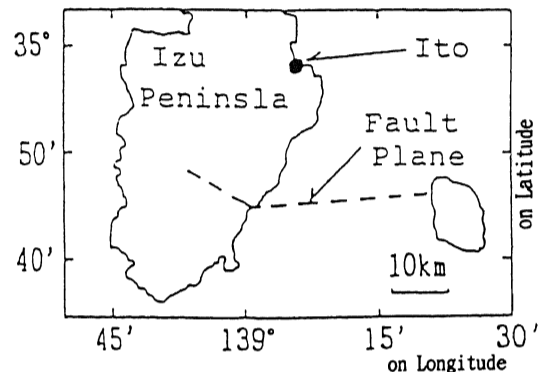 35°
Izu
Peninsla
Ito
50'
Fault
Plane
on Latitude
40'
10km
45'
139°
15'
30'
on Longitude